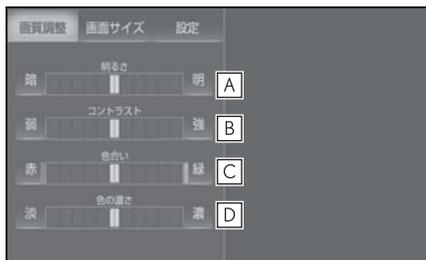 画質調整 画面サイズ 設定
明るさ
暗 明 A
コントラスト
弱 強 B
色合い
赤 緑 C
色の濃さ
淡 濃 D